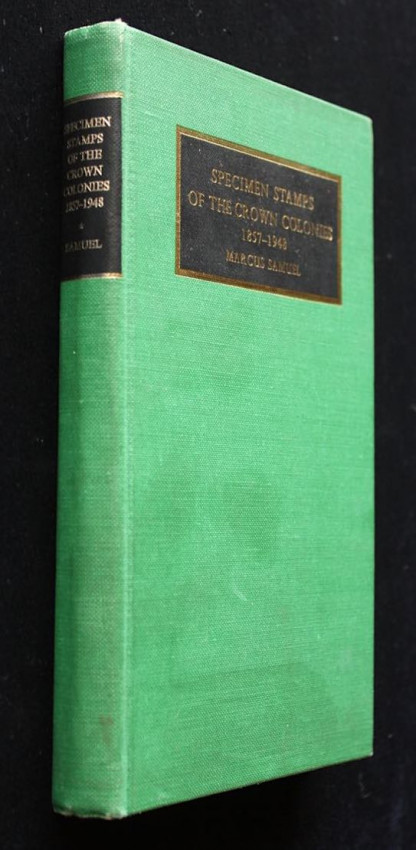 SPECIMEN
STAMPS
OF THE
CROWN
COLONIES
1857-1948
SAMUEL
SPECIMEN STAMPS
OF THE CROWN COLONIES
1857-1948
MARCUS SAMUEL